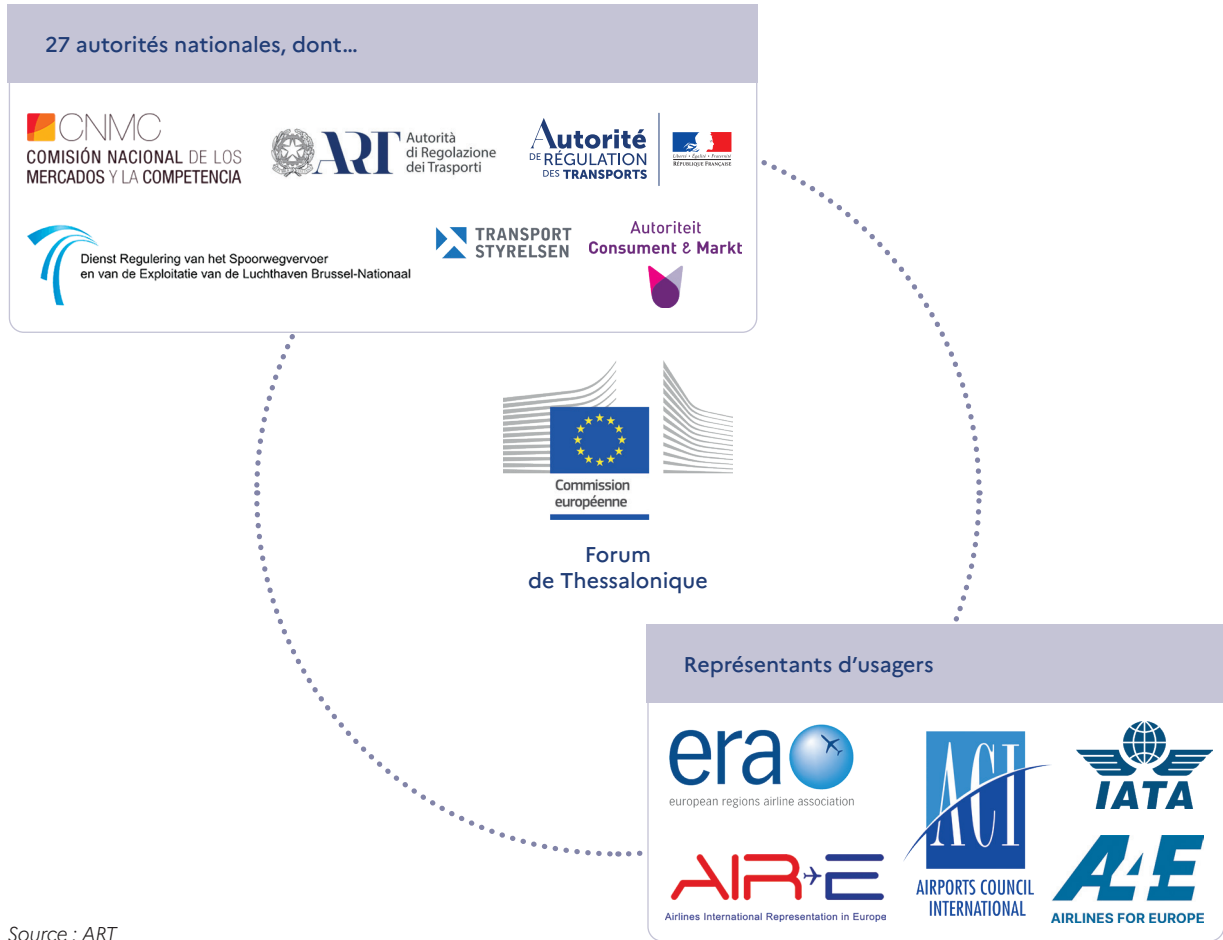 27 autorités nationales, dont…
CNMC
COMISIÓN NACIONAL DE LOS
MERCADOS Y LA COMPETENCIA
ART
Autorità
di Regolazione
dei Trasporti
Autorité
DE RÉGULATION
DES TRANSPORTS
Liberté • Égalité • Fraternité
RÉPUBLIQUE FRANÇAISE
Dienst Regulering van het Spoorwegvervoer
en van de Exploitatie van de Luchthaven Brussel-Nationaal
TRANSPORT
STYRELSEN
Autoriteit
Consument & Markt
Commission
européenne
Forum
de Thessalonique
Représentants d’usagers
era
european regions airline association
ACI
AIRPORTS COUNCIL
INTERNATIONAL
IATA
AIR E
Airlines International Representation in Europe
A4E
AIRLINES FOR EUROPE
Source : ART